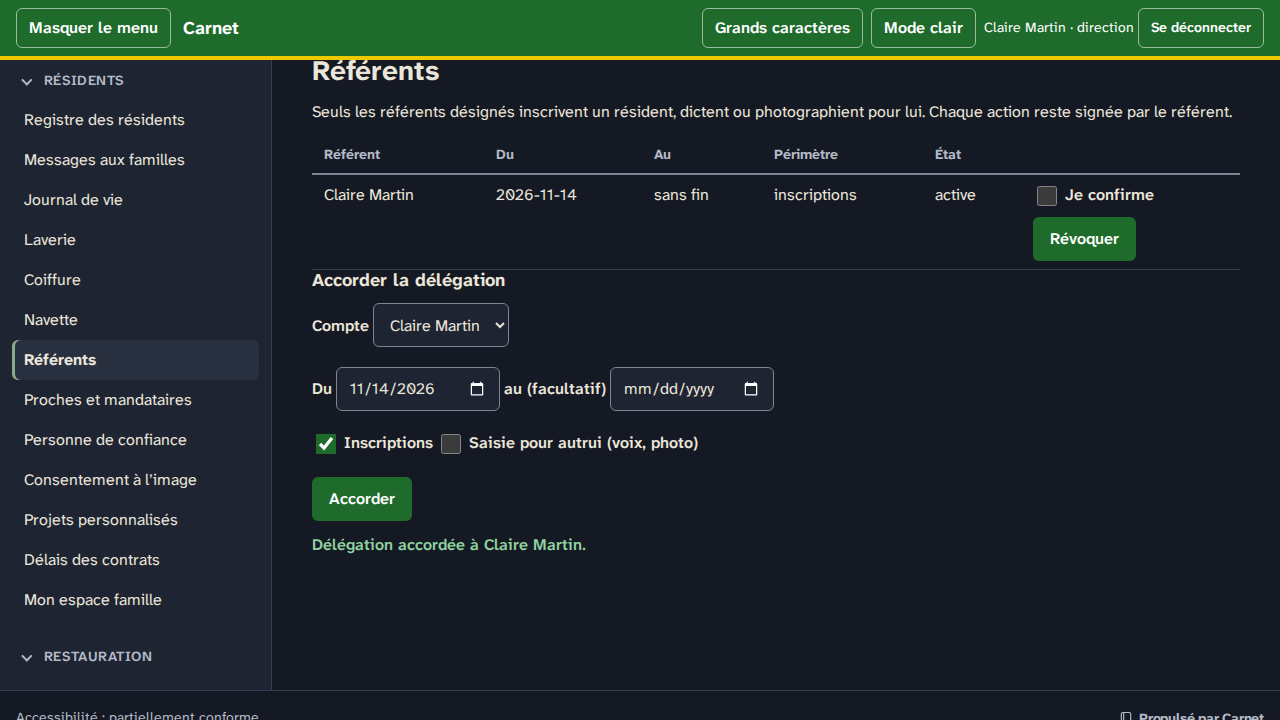 Masquer le menu
Carnet
Grands caractères
Mode clair
Claire Martin · direction
Se déconnecter
RÉSIDENTS
Registre des résidents
Messages aux familles
Journal de vie
Laverie
Coiffure
Navette
Référents
Proches et mandataires
Personne de confiance
Consentement à l’image
Projets personnalisés
Délais des contrats
Mon espace famille
RESTAURATION
Référents
Seuls les référents désignés inscrivent un résident, dictent ou photographient pour lui. Chaque action reste signée par le référent.
Référent Du Au Périmètre État
Claire Martin 2026-11-14 sans fin inscriptions active Je confirme
Révoquer
Accorder la délégation
Compte Claire Martin
Du 11/14/2026 au (facultatif) mm/dd/yyyy
Inscriptions Saisie pour autrui (voix, photo)
Accorder
Délégation accordée à Claire Martin.
Accessibilité : partiellement conforme
Propulsé par Carnet